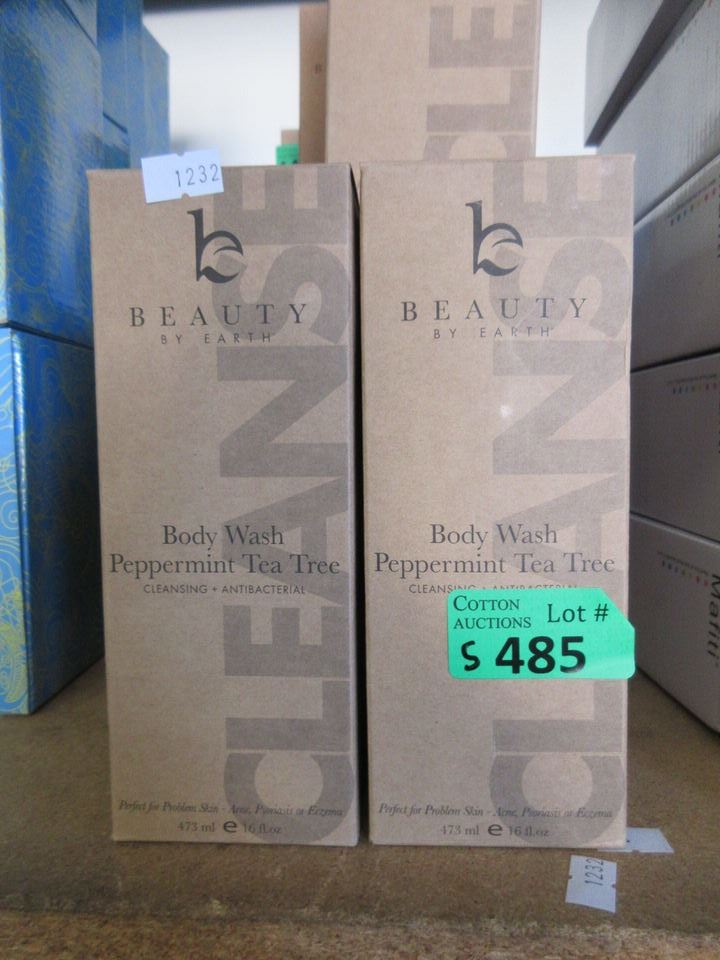 1232
BEAUTY
BY EARTH
CLEANSE
Body Wash
Peppermint Tea Tree
CLEANSING + ANTIBACTERIAL
Perfect for Problem Skin - Acne, Psoriasis or Eczema
473 ml e 16 fl.oz
BEAUTY
BY EARTH
CLEANSE
Body Wash
Peppermint Tea Tree
CLEANSING + ANTIBACTERIAL
COTTON
AUCTIONS Lot #
S 485
Perfect for Problem Skin - Acne, Psoriasis or Eczema
473 ml e 16 fl.oz
1232